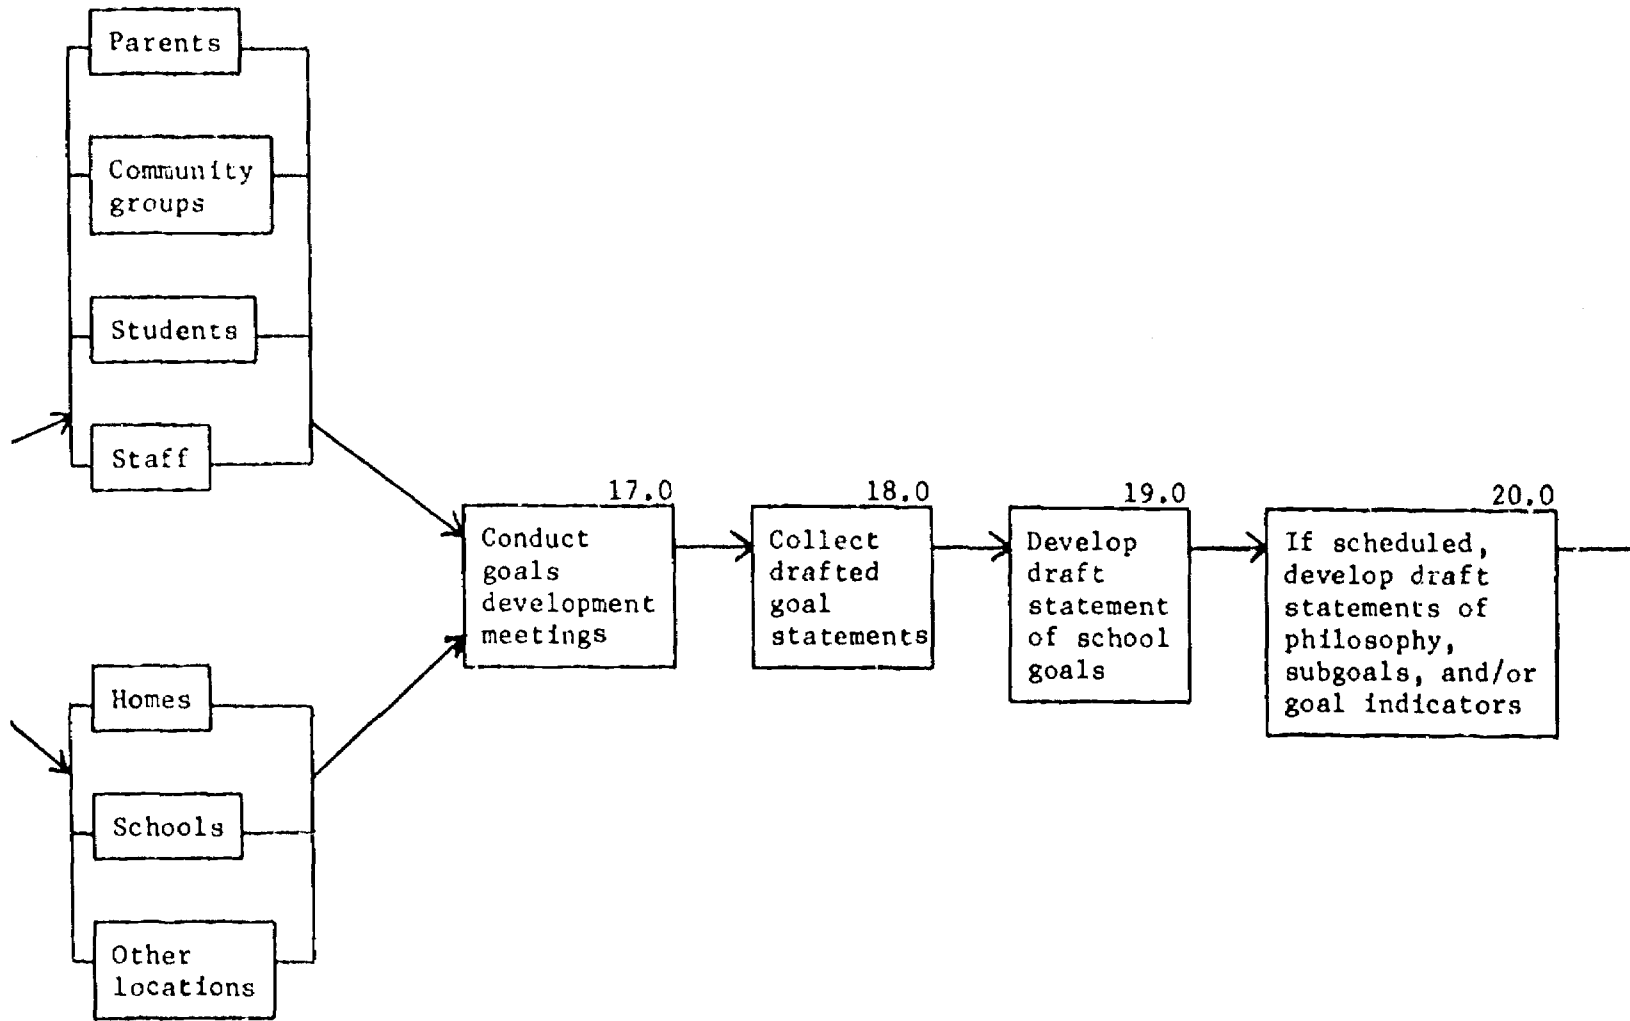 Parents
Community
groups
Students
Staff
Homes
Schools
Other
locations
17.0
Conduct
goals
development
meetings
18.0
Collect
drafted
goal
statements
19.0
Develop
draft
statement
of school
goals
20.0
If scheduled,
develop draft
statements of
philosophy,
subgoals, and/or
goal indicators